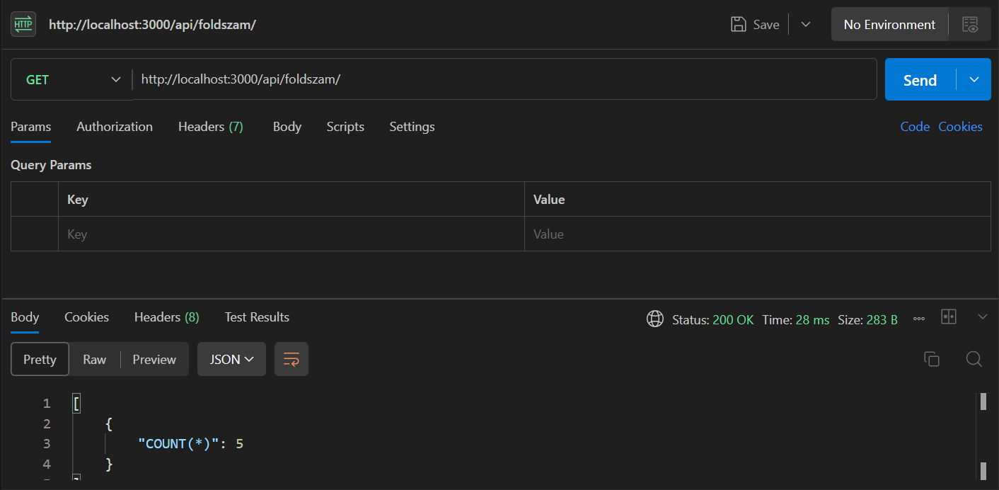 HTTP http://localhost:3000/api/foldszam/ Save No Environment
GET http://localhost:3000/api/foldszam/ Send
Params Authorization Headers (7) Body Scripts Settings Code Cookies
Query Params
Key Value
Key Value
Body Cookies Headers (8) Test Results Status: 200 OK Time: 28 ms Size: 283 B
Pretty Raw Preview JSON
1 [
2 {
3 "COUNT(*)": 5
4 }